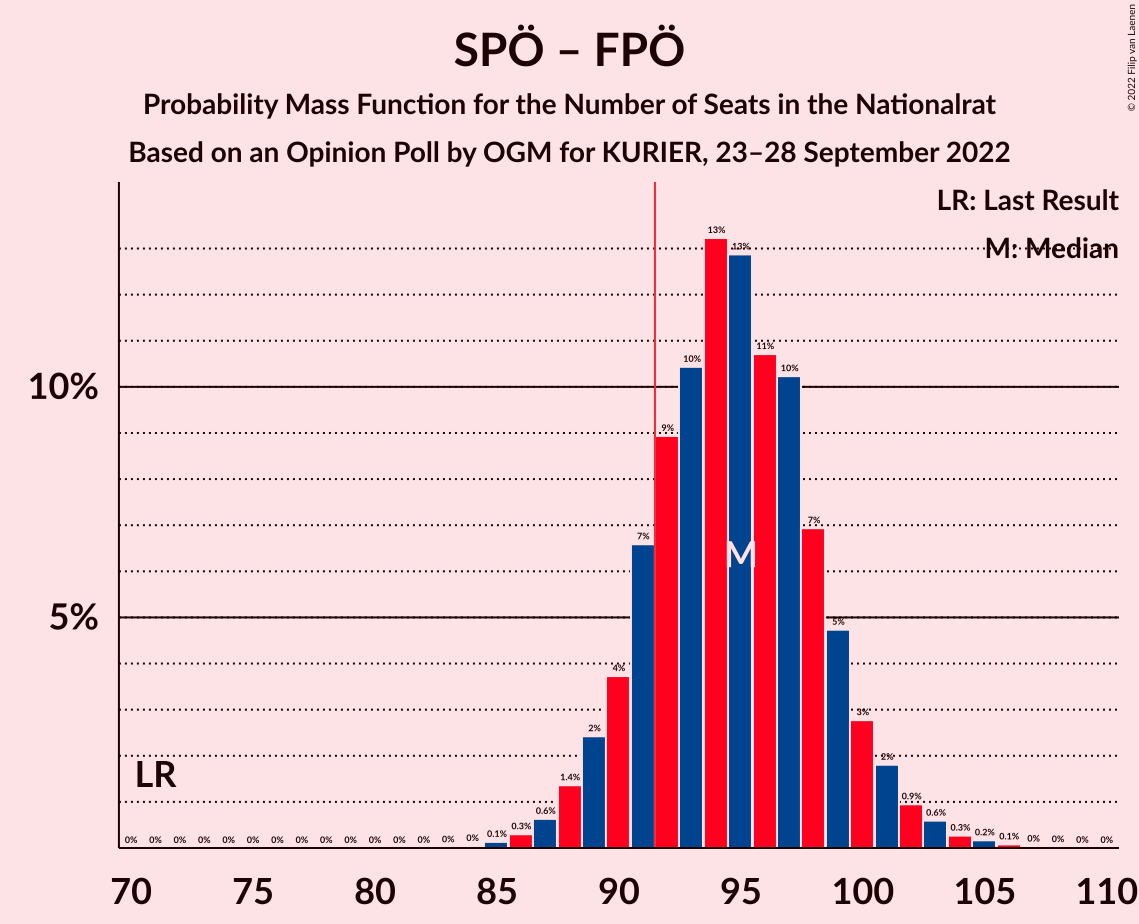 © 2022 Filip van Laenen
SPÖ – FPÖ
Probability Mass Function for the Number of Seats in the Nationalrat
Based on an Opinion Poll by OGM for KURIER, 23–28 September 2022
LR: Last Result
M: Median
10%
5%
LR
M
0% 0% 0% 0% 0% 0% 0% 0% 0% 0% 0% 0% 0% 0% 0% 0.1% 0.3% 0.6% 1.4% 2% 4% 7% 9% 10% 13% 13% 11% 10% 7% 5% 3% 2% 0.9% 0.6% 0.3% 0.2% 0.1% 0% 0% 0% 0%
70 75 80 85 90 95 100 105 110